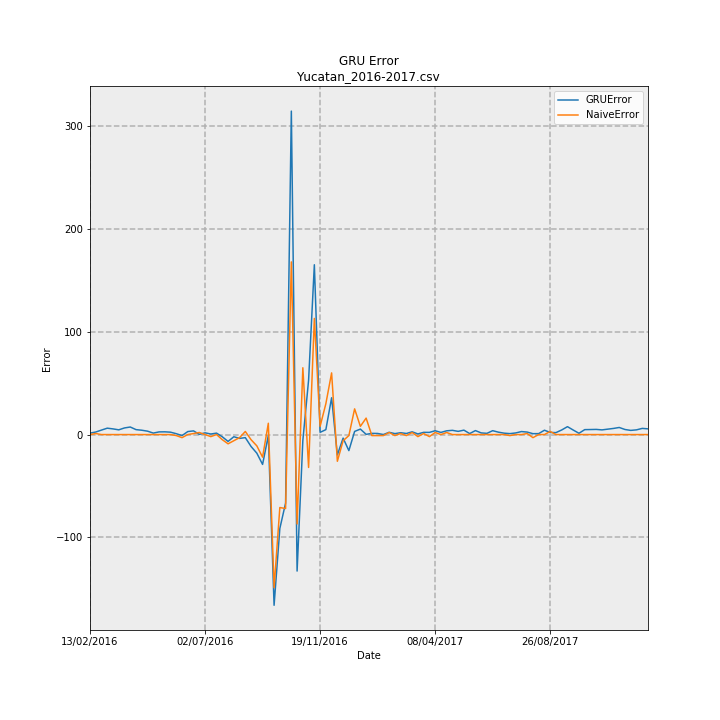 GRU Error
Yucatan_2016-2017.csv
GRUError
NaiveError
300
200
100
0
−100
Error
13/02/2016
02/07/2016
19/11/2016
08/04/2017
26/08/2017
Date